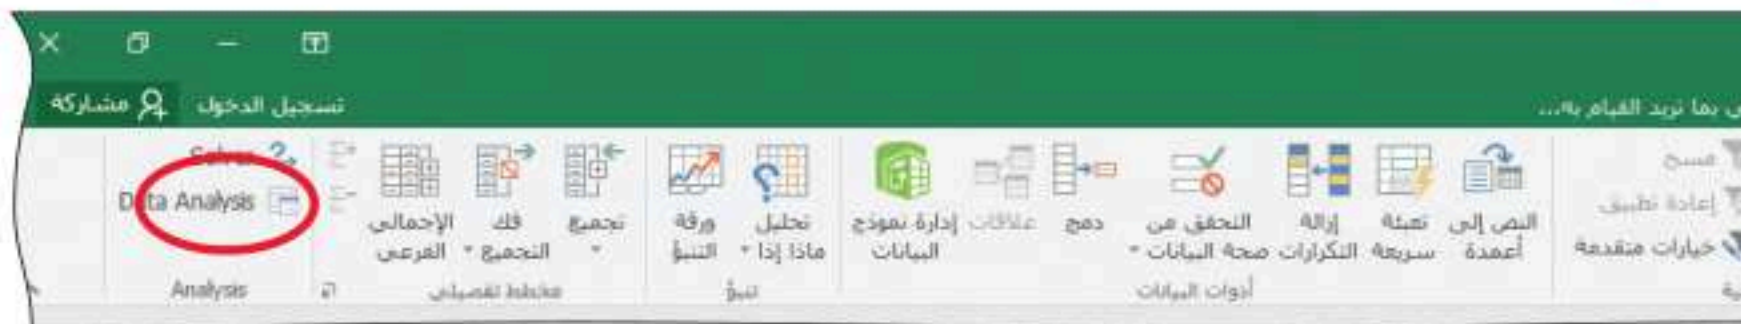 تسجيل الدخول
مشاركة
ى بما تريد القيام به...
مسح
إعادة تطبيق
خيارات متقدمة
النص إلى
أعمدة
تعبئة
سريعة
إزالة
التكرارات
التحقق من
صحة البيانات
دمج
علاقات
إدارة نموذج
البيانات
أدوات البيانات
تحليل
ماذا إذا
ورقة
التنبؤ
تنبؤ
تجميع
فك
التجميع
الإجمالي
الفرعي
مخطط تفصيلي
Solver
Data Analysis
Analysis